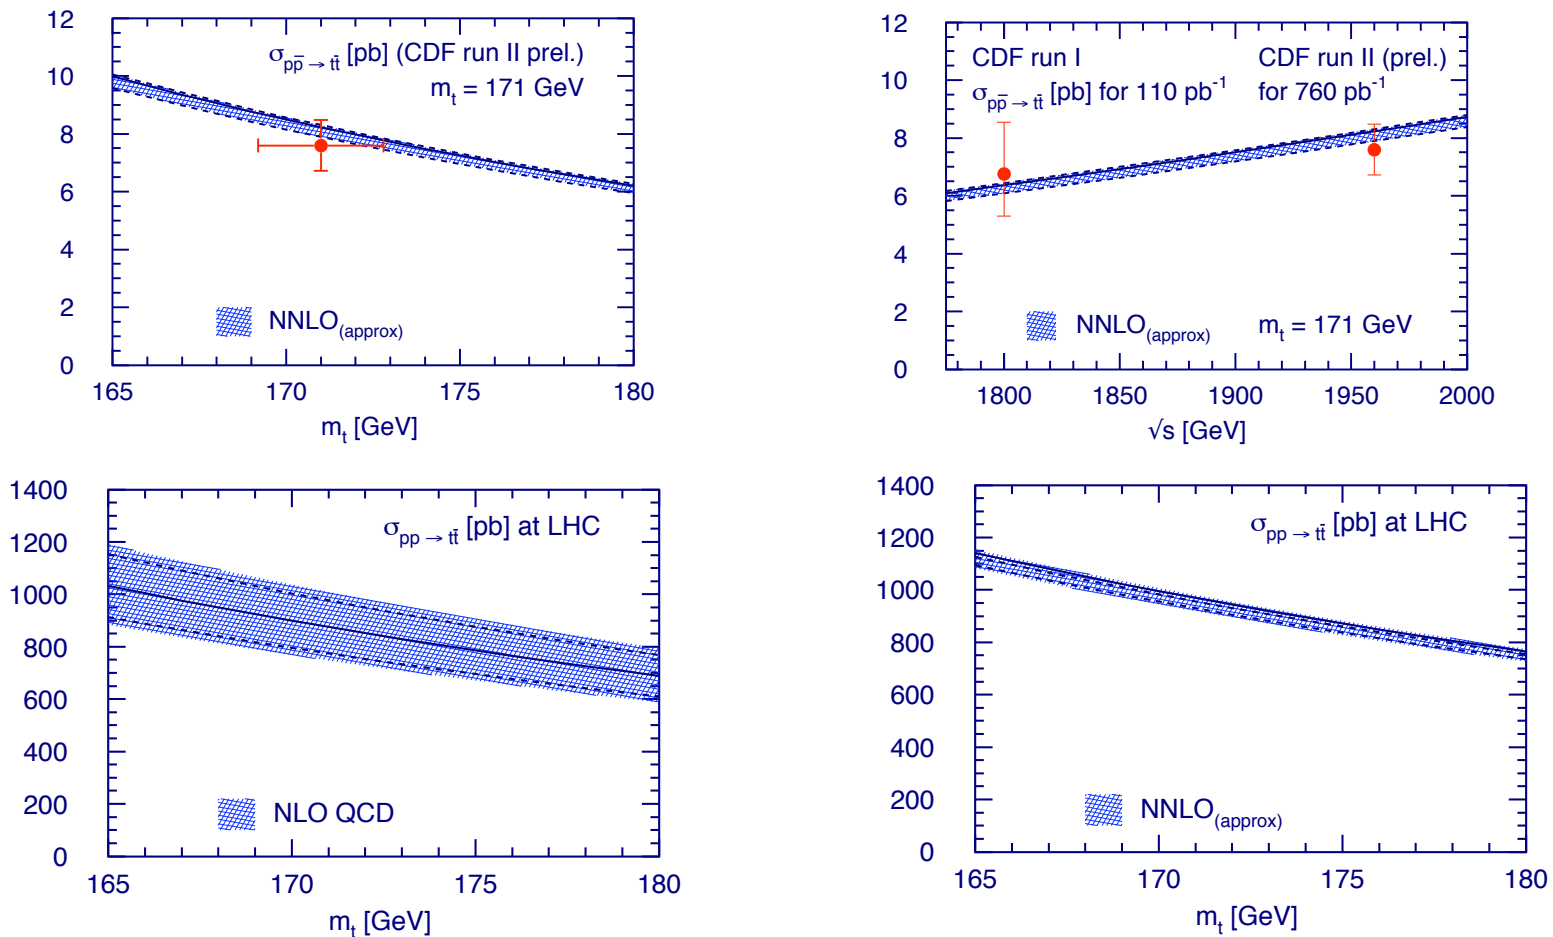 12
10
8
6
4
2
0
σpp̅ → tt̅ [pb] (CDF run II prel.)
mt = 171 GeV
NNLO(approx)
165 170 175 180
mt [GeV]
12
10
8
6
4
2
0
CDF run I CDF run II (prel.)
σpp̅ → tt̅ [pb] for 110 pb-1 for 760 pb-1
NNLO(approx) mt = 171 GeV
1800 1850 1900 1950 2000
√s [GeV]
1400
1200
1000
800
600
400
200
0
σpp → tt̅ [pb] at LHC
NLO QCD
165 170 175 180
mt [GeV]
1400
1200
1000
800
600
400
200
0
σpp → tt̅ [pb] at LHC
NNLO(approx)
165 170 175 180
mt [GeV]